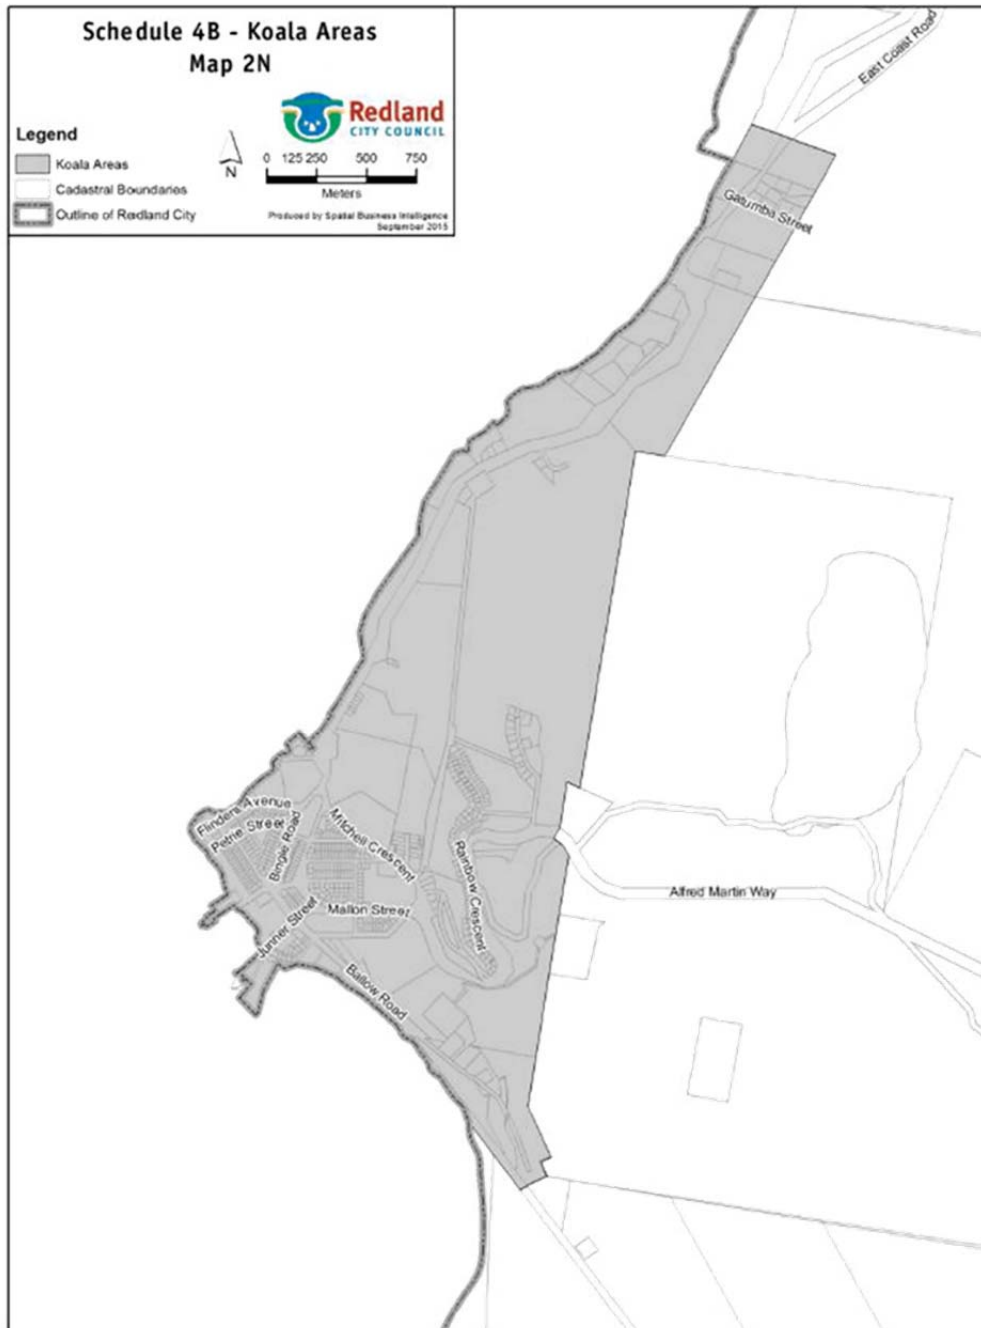 Schedule 4B - Koala Areas
Map 2N
Redland
CITY COUNCIL
Legend
Koala Areas
Cadastral Boundaries
Outline of Redland City
N
0 125 250 500 750
Meters
Produced by Spatial Business Intelligence
September 2015
East Coast Road
Gatumba Street
Flinders Avenue
Petrie Street
Bingle Road
Mitchell Crescent
Rainbow Crescent
Mallon Street
Junner Street
Ballow Road
Alfred Martin Way